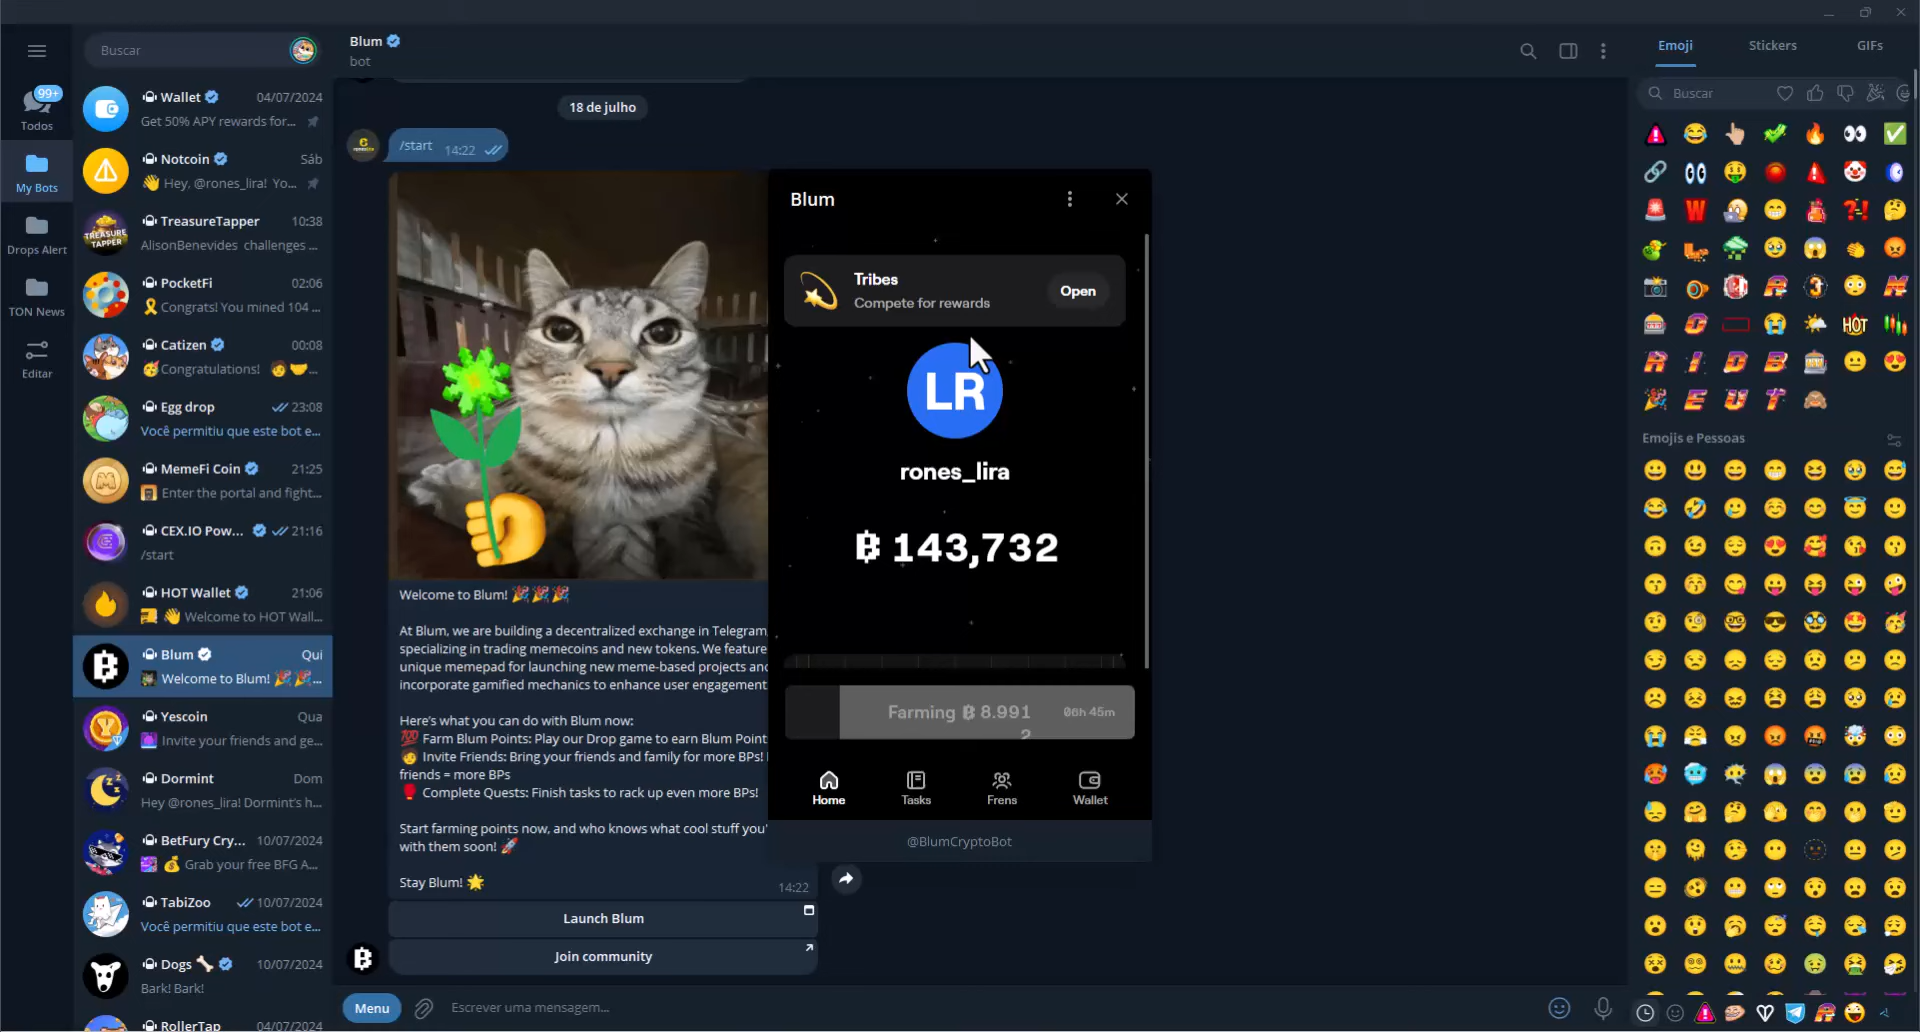 Buscar
99+
Todos
My Bots
Drops Alert
TON News
Editar
Wallet 04/07/2024
Get 50% APY rewards for...
Notcoin Sáb
👋 Hey, @rones_lira! Yo...
TreasureTapper 10:38
AlisonBenevides challenges ...
PocketFi 02:06
🎗 Congrats! You mined 104 ...
Catizen 00:08
🥳Congratulations! 🧑🤝...
Egg drop 23:08
Você permitiu que este bot e...
MemeFi Coin 21:25
Enter the portal and fight...
CEX.IO Pow... 21:16
/start
HOT Wallet 21:06
👋 Welcome to HOT Wall...
Blum Qui
Welcome to Blum! 🎉🎉...
Yescoin Qua
Invite your friends and ge...
Dormint Dom
Hey @rones_lira! Dormint's h...
BetFury Cry... 10/07/2024
💰 Grab your free BFG A...
TabiZoo 10/07/2024
Você permitiu que este bot e...
Dogs 🦴 10/07/2024
Bark! Bark!
RollerTap 04/07/2024
Blum
bot
18 de julho
/start 14:22
Welcome to Blum! 🎉🎉🎉
At Blum, we are building a decentralized exchange in Telegram,
specializing in trading memecoins and new tokens. We feature
unique memepad for launching new meme-based projects and
incorporate gamified mechanics to enhance user engagement
Here's what you can do with Blum now:
💯 Farm Blum Points: Play our Drop game to earn Blum Point
🧑 Invite Friends: Bring your friends and family for more BPs!
friends = more BPs
🥊 Complete Quests: Finish tasks to rack up even more BPs!
Start farming points now, and who knows what cool stuff you'
with them soon! 🚀
Stay Blum! 🌟
14:22
Launch Blum
Join community
Menu
Escrever uma mensagem...
Blum
Tribes
Compete for rewards
Open
LR
rones_lira
฿ 143,732
Farming ฿ 8.991
06h 45m
Home
Tasks
Frens
Wallet
@BlumCryptoBot
Emoji
Stickers
GIFs
Buscar
HOT
Emojis e Pessoas